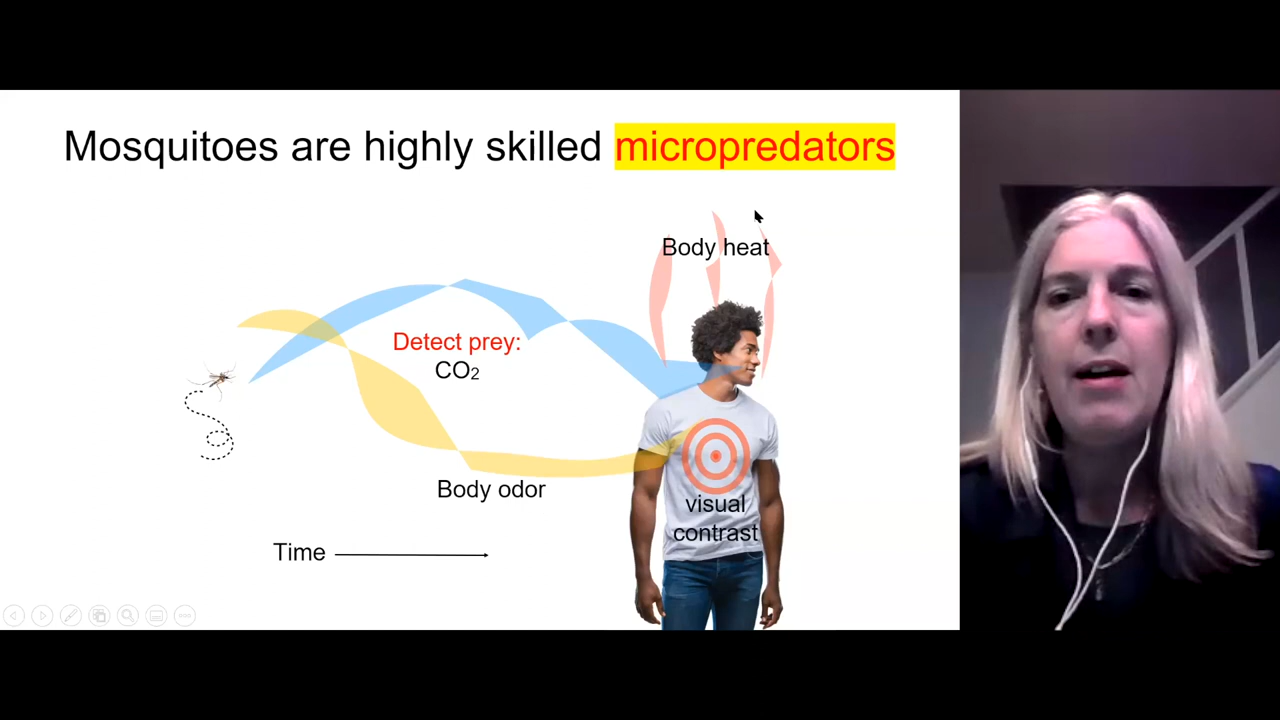 Mosquitoes are highly skilled micropredators
Body heat
Detect prey:
CO₂
Body odor
visual
contrast
Time